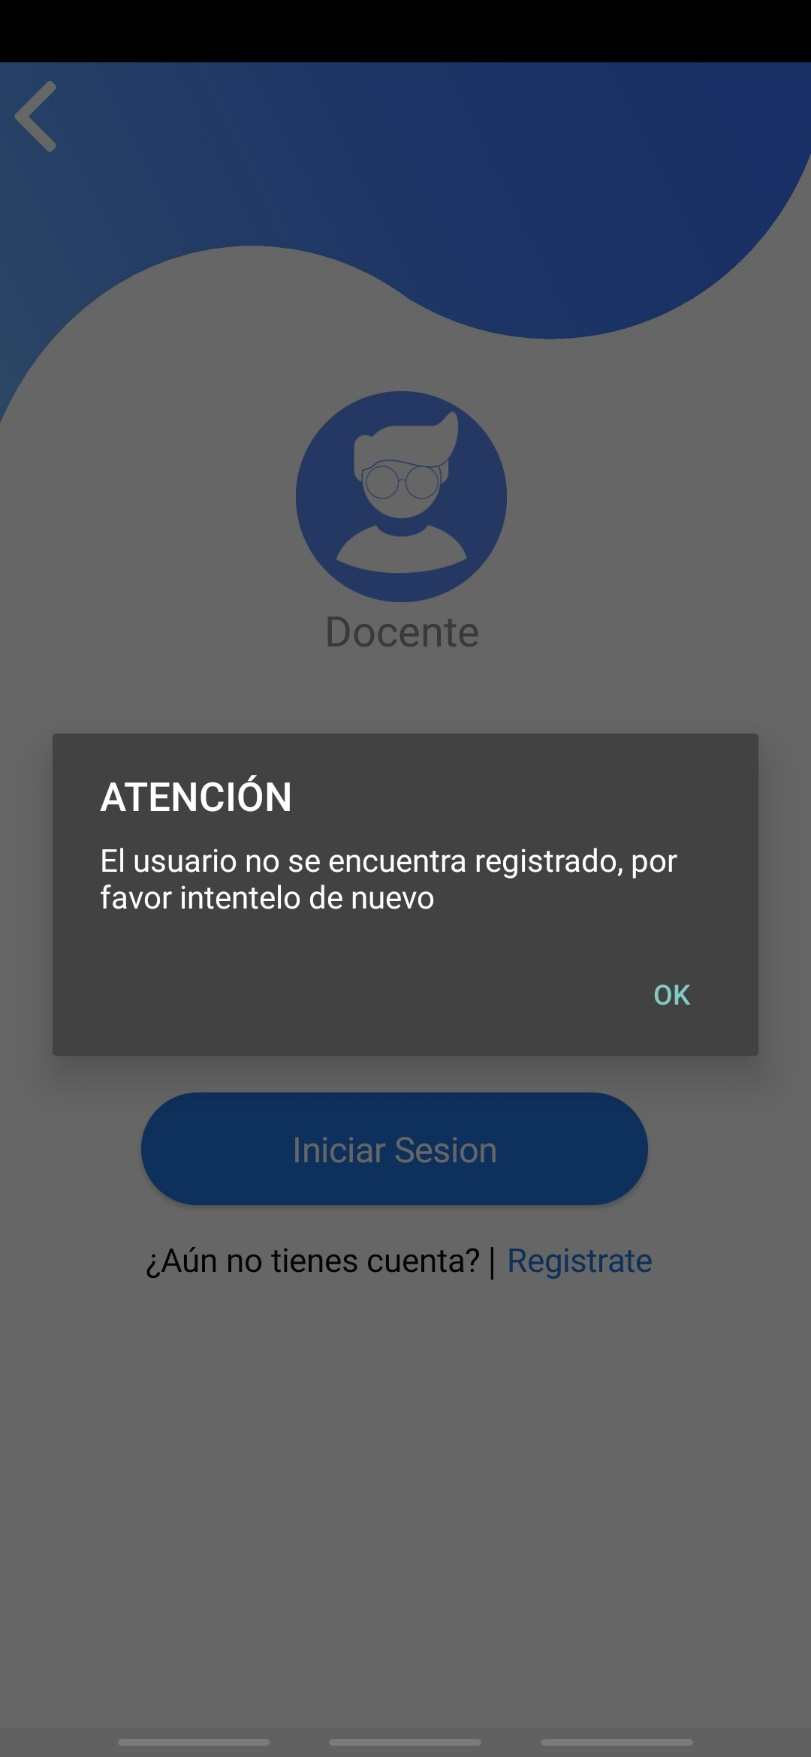 Docente
ATENCIÓN
El usuario no se encuentra registrado, por
favor intentelo de nuevo
OK
Iniciar Sesion
¿Aún no tienes cuenta? | Registrate